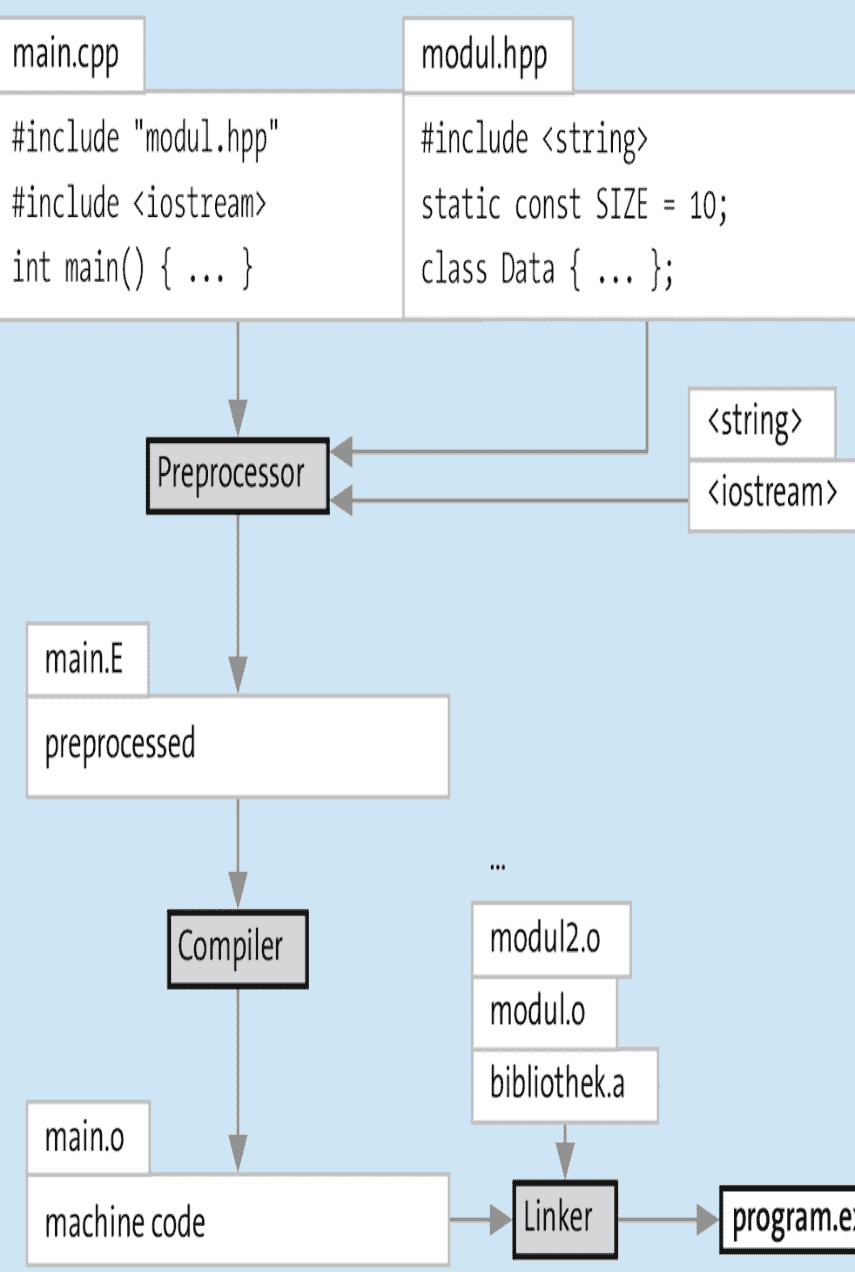 main.cpp
#include "modul.hpp"
#include <iostream>
int main() { ... }
modul.hpp
#include <string>
static const SIZE = 10;
class Data { ... };
<string>
<iostream>
Preprocessor
main.E
preprocessed
Compiler
...
modul2.o
modul.o
bibliothek.a
main.o
machine code
Linker